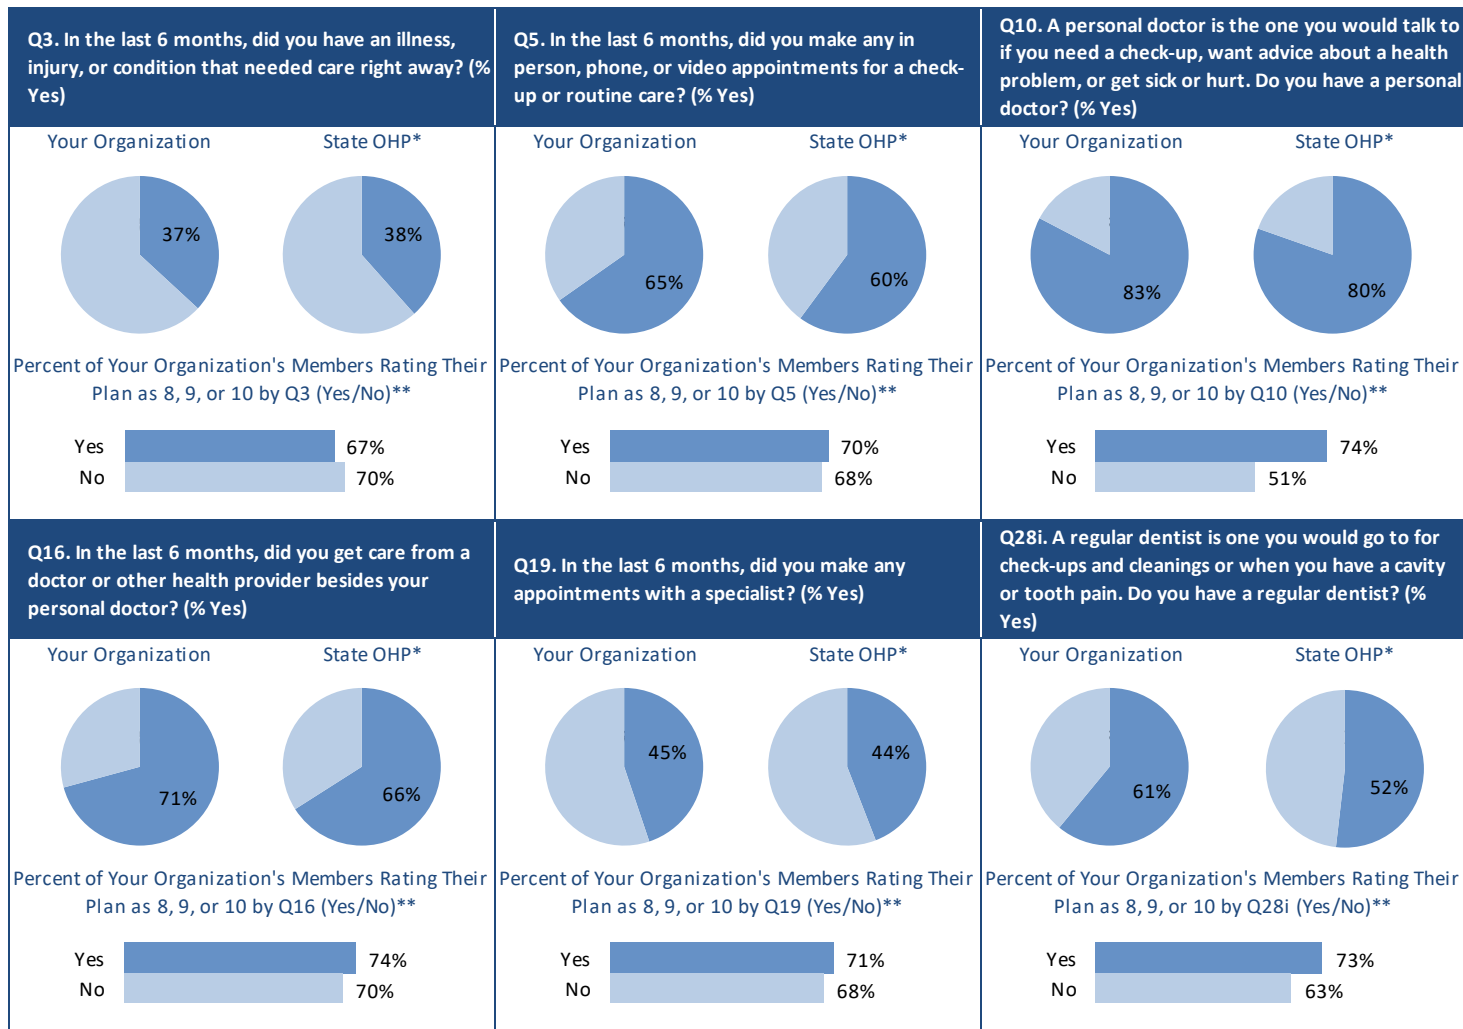 Q3. In the last 6 months, did you have an illness,
injury, or condition that needed care right away? (%
Yes)
Your Organization
State OHP*
37%
38%
Percent of Your Organization's Members Rating Their
Plan as 8, 9, or 10 by Q3 (Yes/No)**
Yes 67%
No 70%
Q5. In the last 6 months, did you make any in
person, phone, or video appointments for a check-
up or routine care? (% Yes)
Your Organization
State OHP*
65%
60%
Percent of Your Organization's Members Rating Their
Plan as 8, 9, or 10 by Q5 (Yes/No)**
Yes 70%
No 68%
Q10. A personal doctor is the one you would talk to
if you need a check-up, want advice about a health
problem, or get sick or hurt. Do you have a personal
doctor? (% Yes)
Your Organization
State OHP*
83%
80%
Percent of Your Organization's Members Rating Their
Plan as 8, 9, or 10 by Q10 (Yes/No)**
Yes 74%
No 51%
Q16. In the last 6 months, did you get care from a
doctor or other health provider besides your
personal doctor? (% Yes)
Your Organization
State OHP*
71%
66%
Percent of Your Organization's Members Rating Their
Plan as 8, 9, or 10 by Q16 (Yes/No)**
Yes 74%
No 70%
Q19. In the last 6 months, did you make any
appointments with a specialist? (% Yes)
Your Organization
State OHP*
45%
44%
Percent of Your Organization's Members Rating Their
Plan as 8, 9, or 10 by Q19 (Yes/No)**
Yes 71%
No 68%
Q28i. A regular dentist is one you would go to for
check-ups and cleanings or when you have a cavity
or tooth pain. Do you have a regular dentist? (%
Yes)
Your Organization
State OHP*
61%
52%
Percent of Your Organization's Members Rating Their
Plan as 8, 9, or 10 by Q28i (Yes/No)**
Yes 73%
No 63%